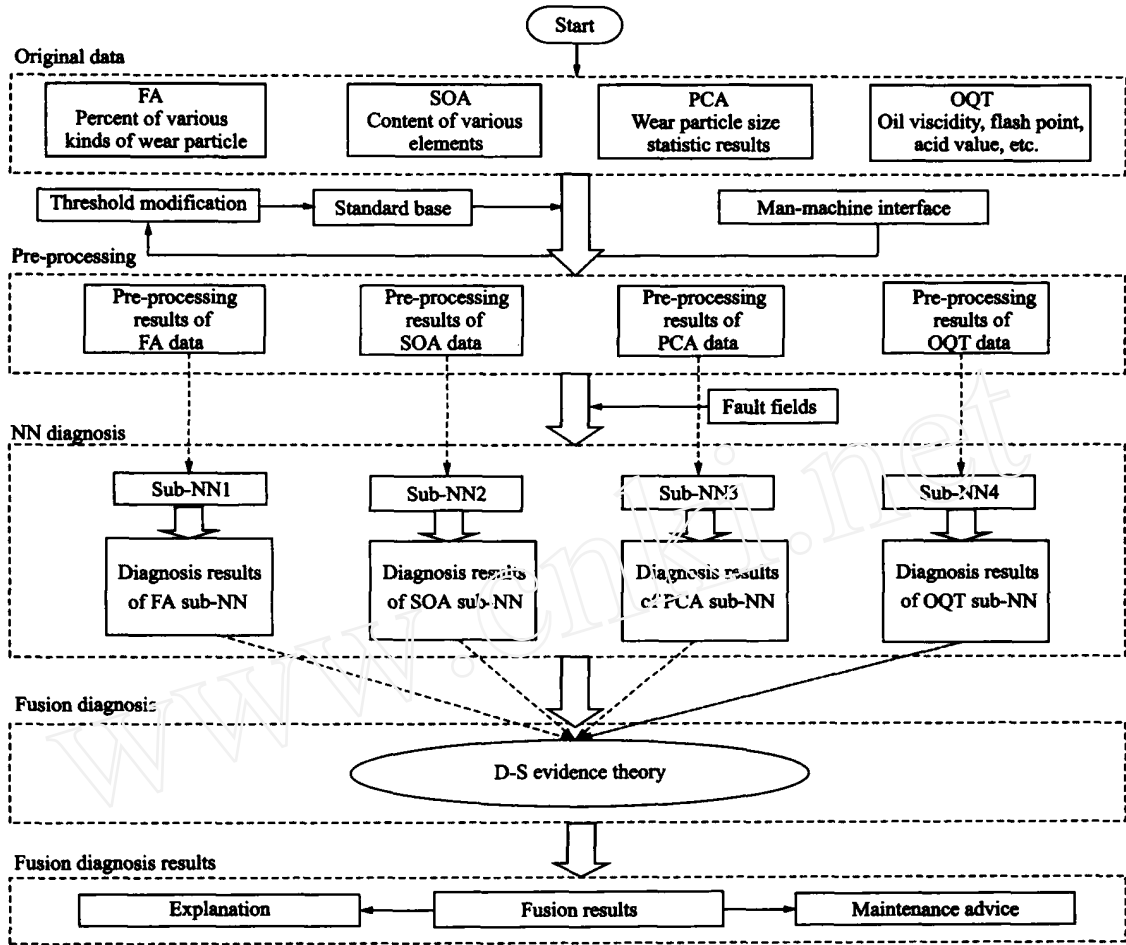 Start
Original data
FA
Percent of various
kinds of wear particle
SOA
Content of various
elements
PCA
Wear particle size
statistic results
OQT
Oil viscidity, flash point,
acid value, etc.
Threshold modification
Standard base
Man-machine interface
Pre-processing
Pre-processing
results of
FA data
Pre-processing
results of
SOA data
Pre-processing
results of
PCA data
Pre-processing
results of
OQT data
Fault fields
NN diagnosis
Sub-NN1
Sub-NN2
Sub-NN3
Sub-NN4
Diagnosis results
of FA sub-NN
Diagnosis results
of SOA sub-NN
Diagnosis results
of PCA sub-NN
Diagnosis results
of OQT sub-NN
Fusion diagnosis
D-S evidence theory
Fusion diagnosis results
Explanation
Fusion results
Maintenance advice
www.cnki.net